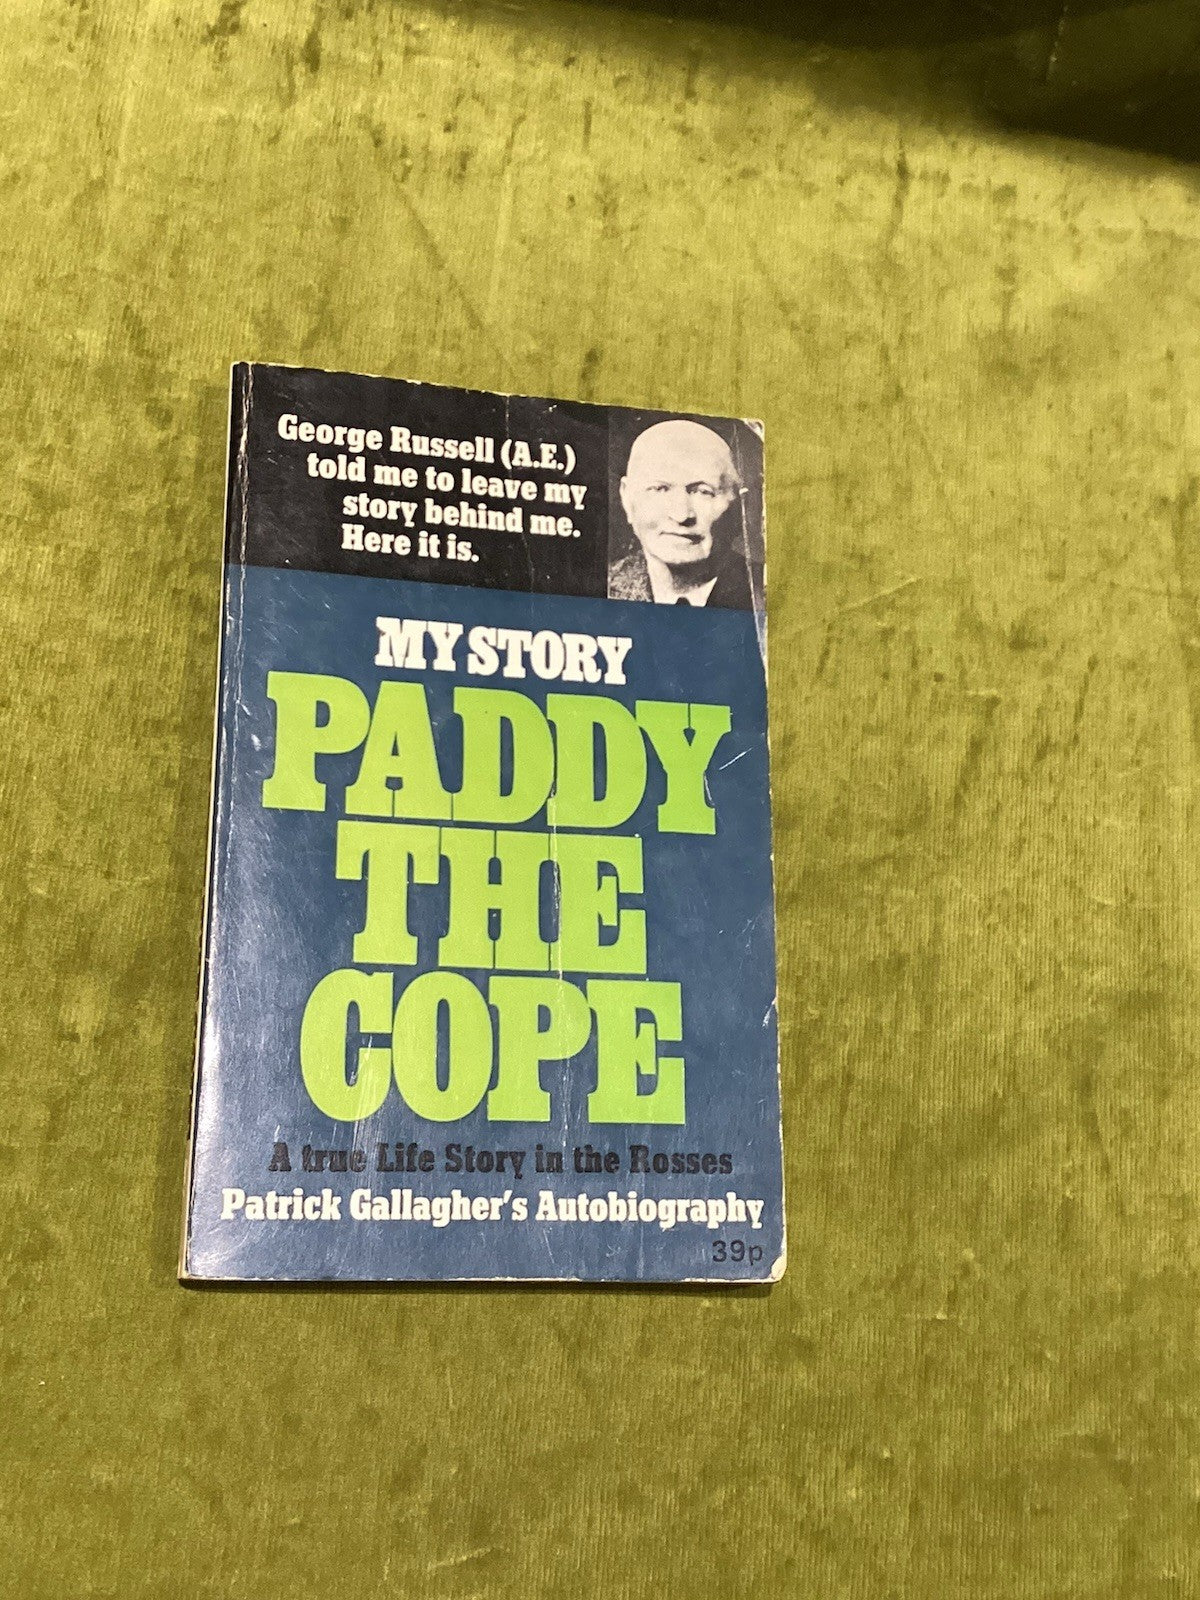 George Russell (A.E.)
told me to leave my
story behind me.
Here it is.
MY STORY
PADDY
THE
COPE
A true Life Story in the Rosses
Patrick Gallagher's Autobiography
39p